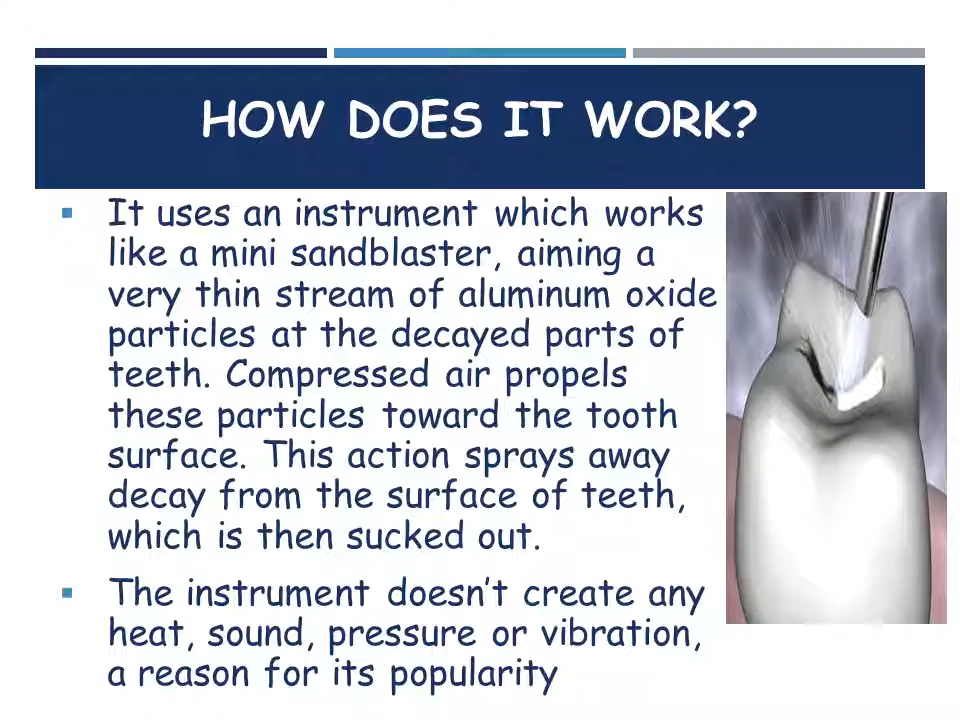 HOW DOES IT WORK?
▪ It uses an instrument which works
like a mini sandblaster, aiming a
very thin stream of aluminum oxide
particles at the decayed parts of
teeth. Compressed air propels
these particles toward the tooth
surface. This action sprays away
decay from the surface of teeth,
which is then sucked out.
▪ The instrument doesn’t create any
heat, sound, pressure or vibration,
a reason for its popularity